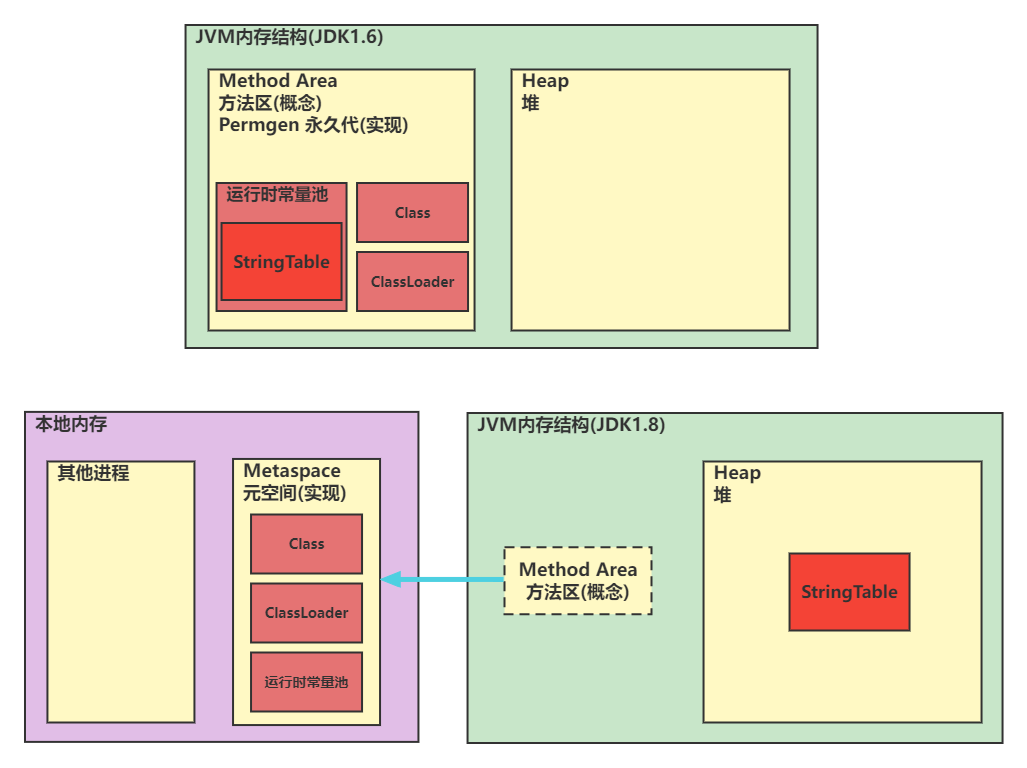 JVM内存结构(JDK1.6)
Method Area
方法区(概念)
Permgen 永久代(实现)
运行时常量池
StringTable
Class
ClassLoader
Heap
堆
本地内存
其他进程
Metaspace
元空间(实现)
Class
ClassLoader
运行时常量池
JVM内存结构(JDK1.8)
Method Area
方法区(概念)
Heap
堆
StringTable